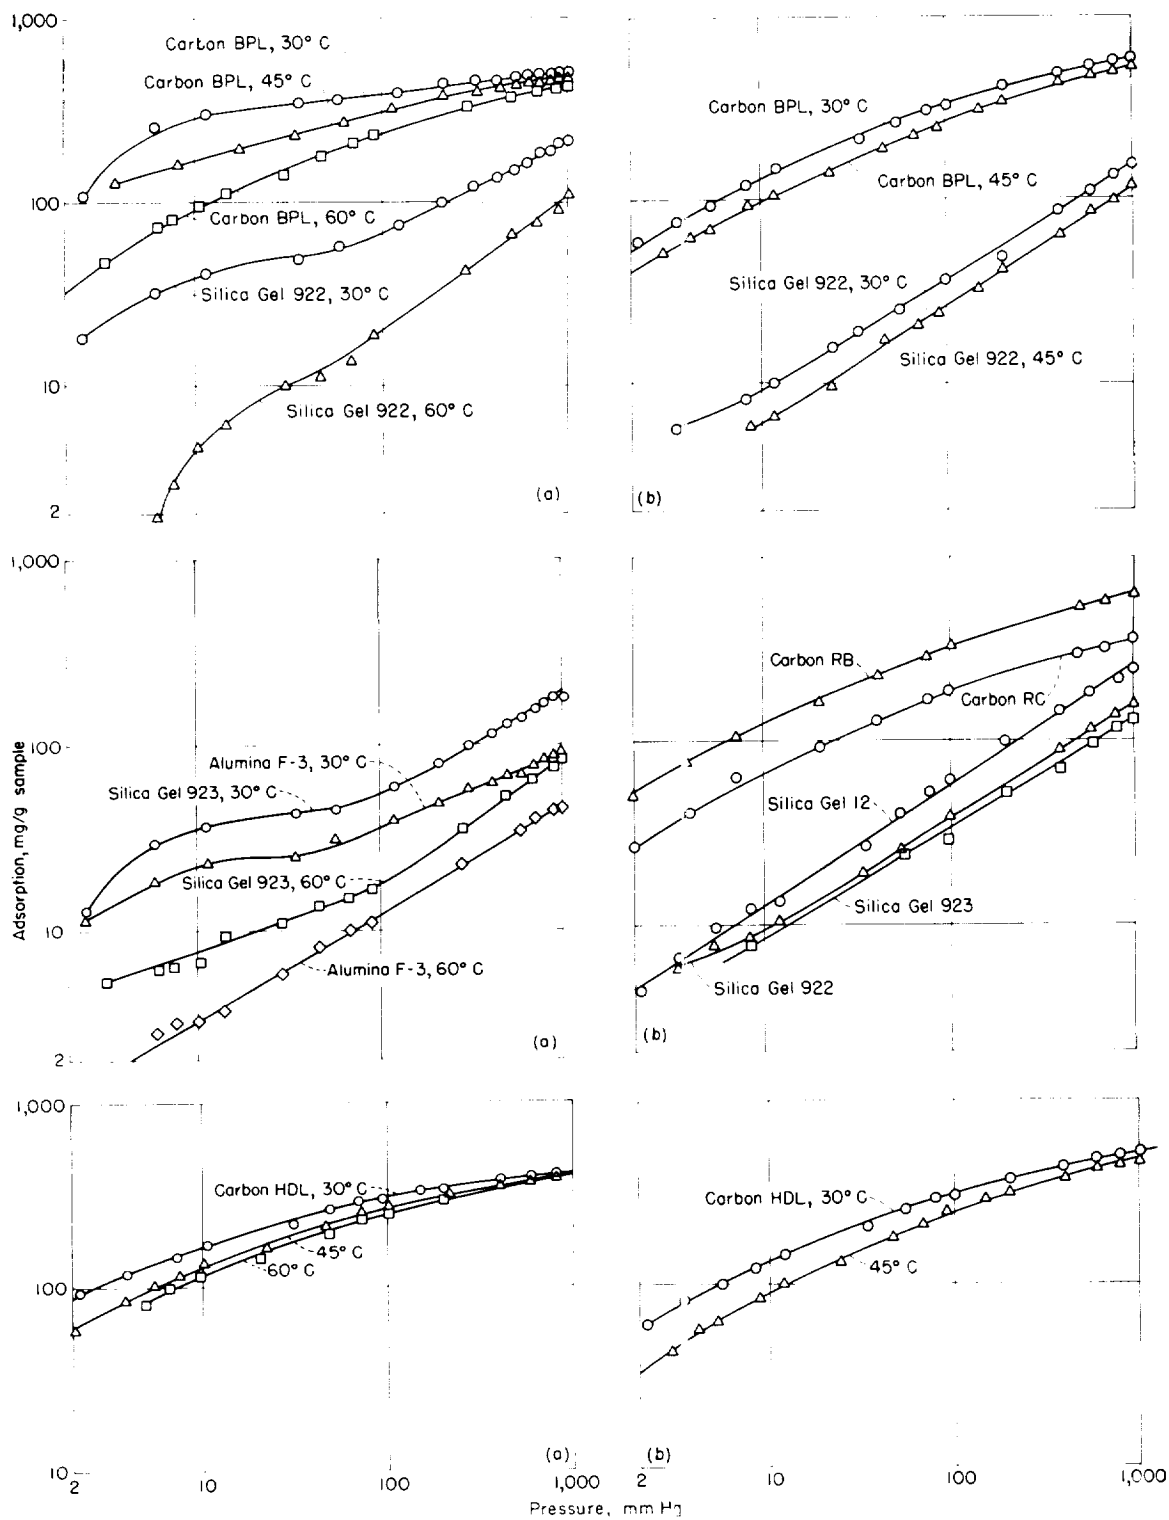 1,000
Carbon BPL, 30° C
Carbon BPL, 45° C
100
Carbon BPL, 60° C
Silica Gel 922, 30° C
10
Silica Gel 922, 60° C
2
(a)
Carbon BPL, 30° C
Carbon BPL, 45° C
Silica Gel 922, 30° C
Silica Gel 922, 45° C
(b)
1,000
100
Alumina F-3, 30° C
Silica Gel 923, 30° C
Silica Gel 923, 60° C
10
Alumina F-3, 60° C
2
(a)
Adsorption, mg/g sample
Carbon RB
Carbon RC
Silica Gel 12
Silica Gel 923
Silica Gel 922
(b)
1,000
Carbon HDL, 30° C
45° C
60° C
100
10
(a)
2 10 100 1,000
Carbon HDL, 30° C
45° C
(b)
2 10 100 1,000
Pressure, mm Hg